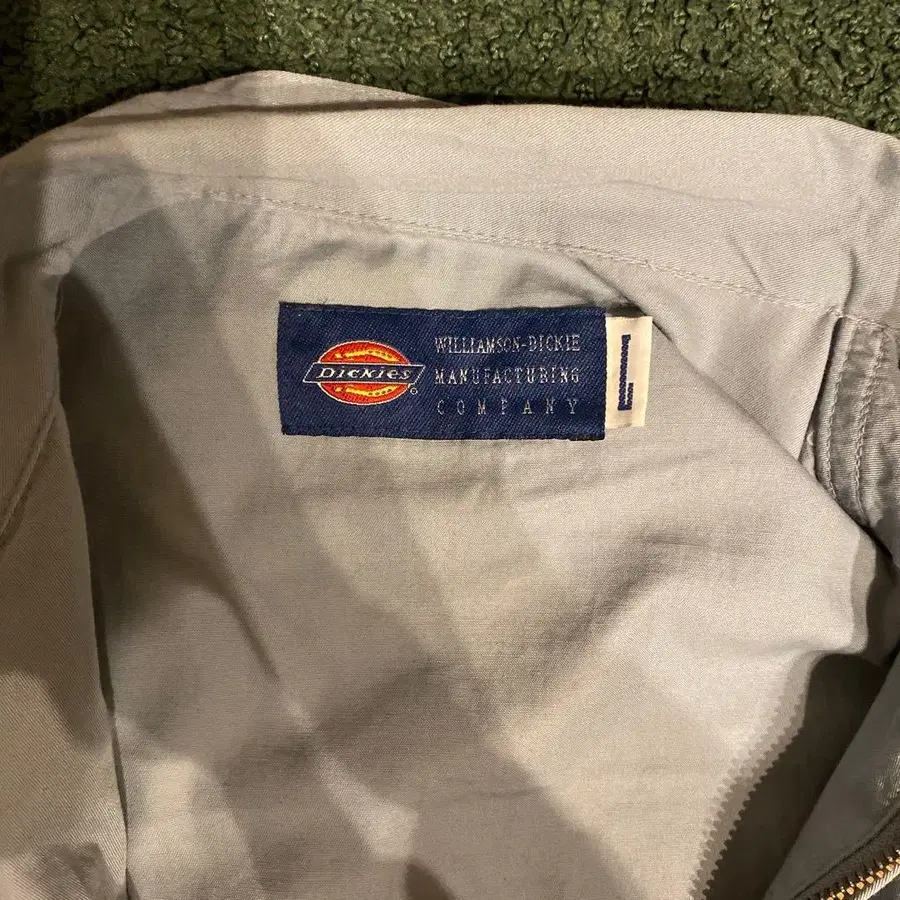 Dickies
®
WILLIAMSON-DICKIE
MANUFACTURING
COMPANY
L